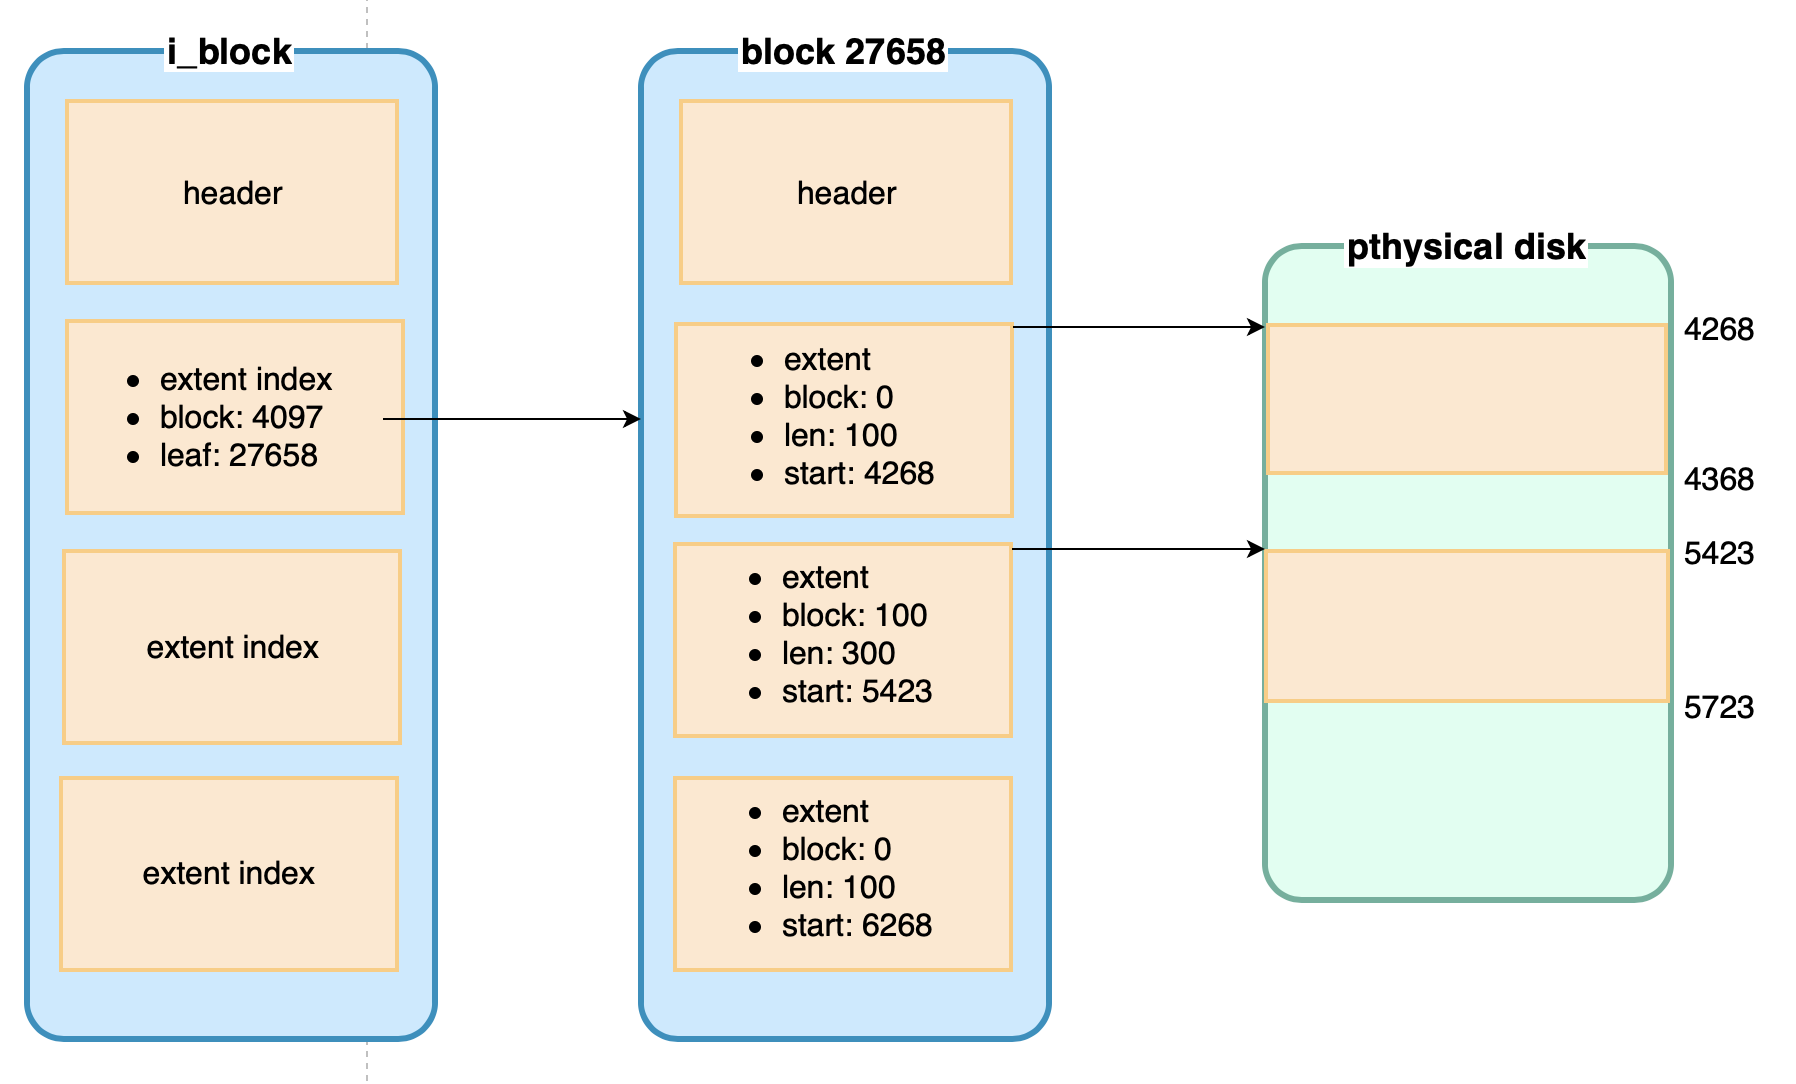 i_block
header
• extent index
• block: 4097
• leaf: 27658
extent index
extent index
block 27658
header
• extent
• block: 0
• len: 100
• start: 4268
• extent
• block: 100
• len: 300
• start: 5423
• extent
• block: 0
• len: 100
• start: 6268
pthysical disk
4268
4368
5423
5723